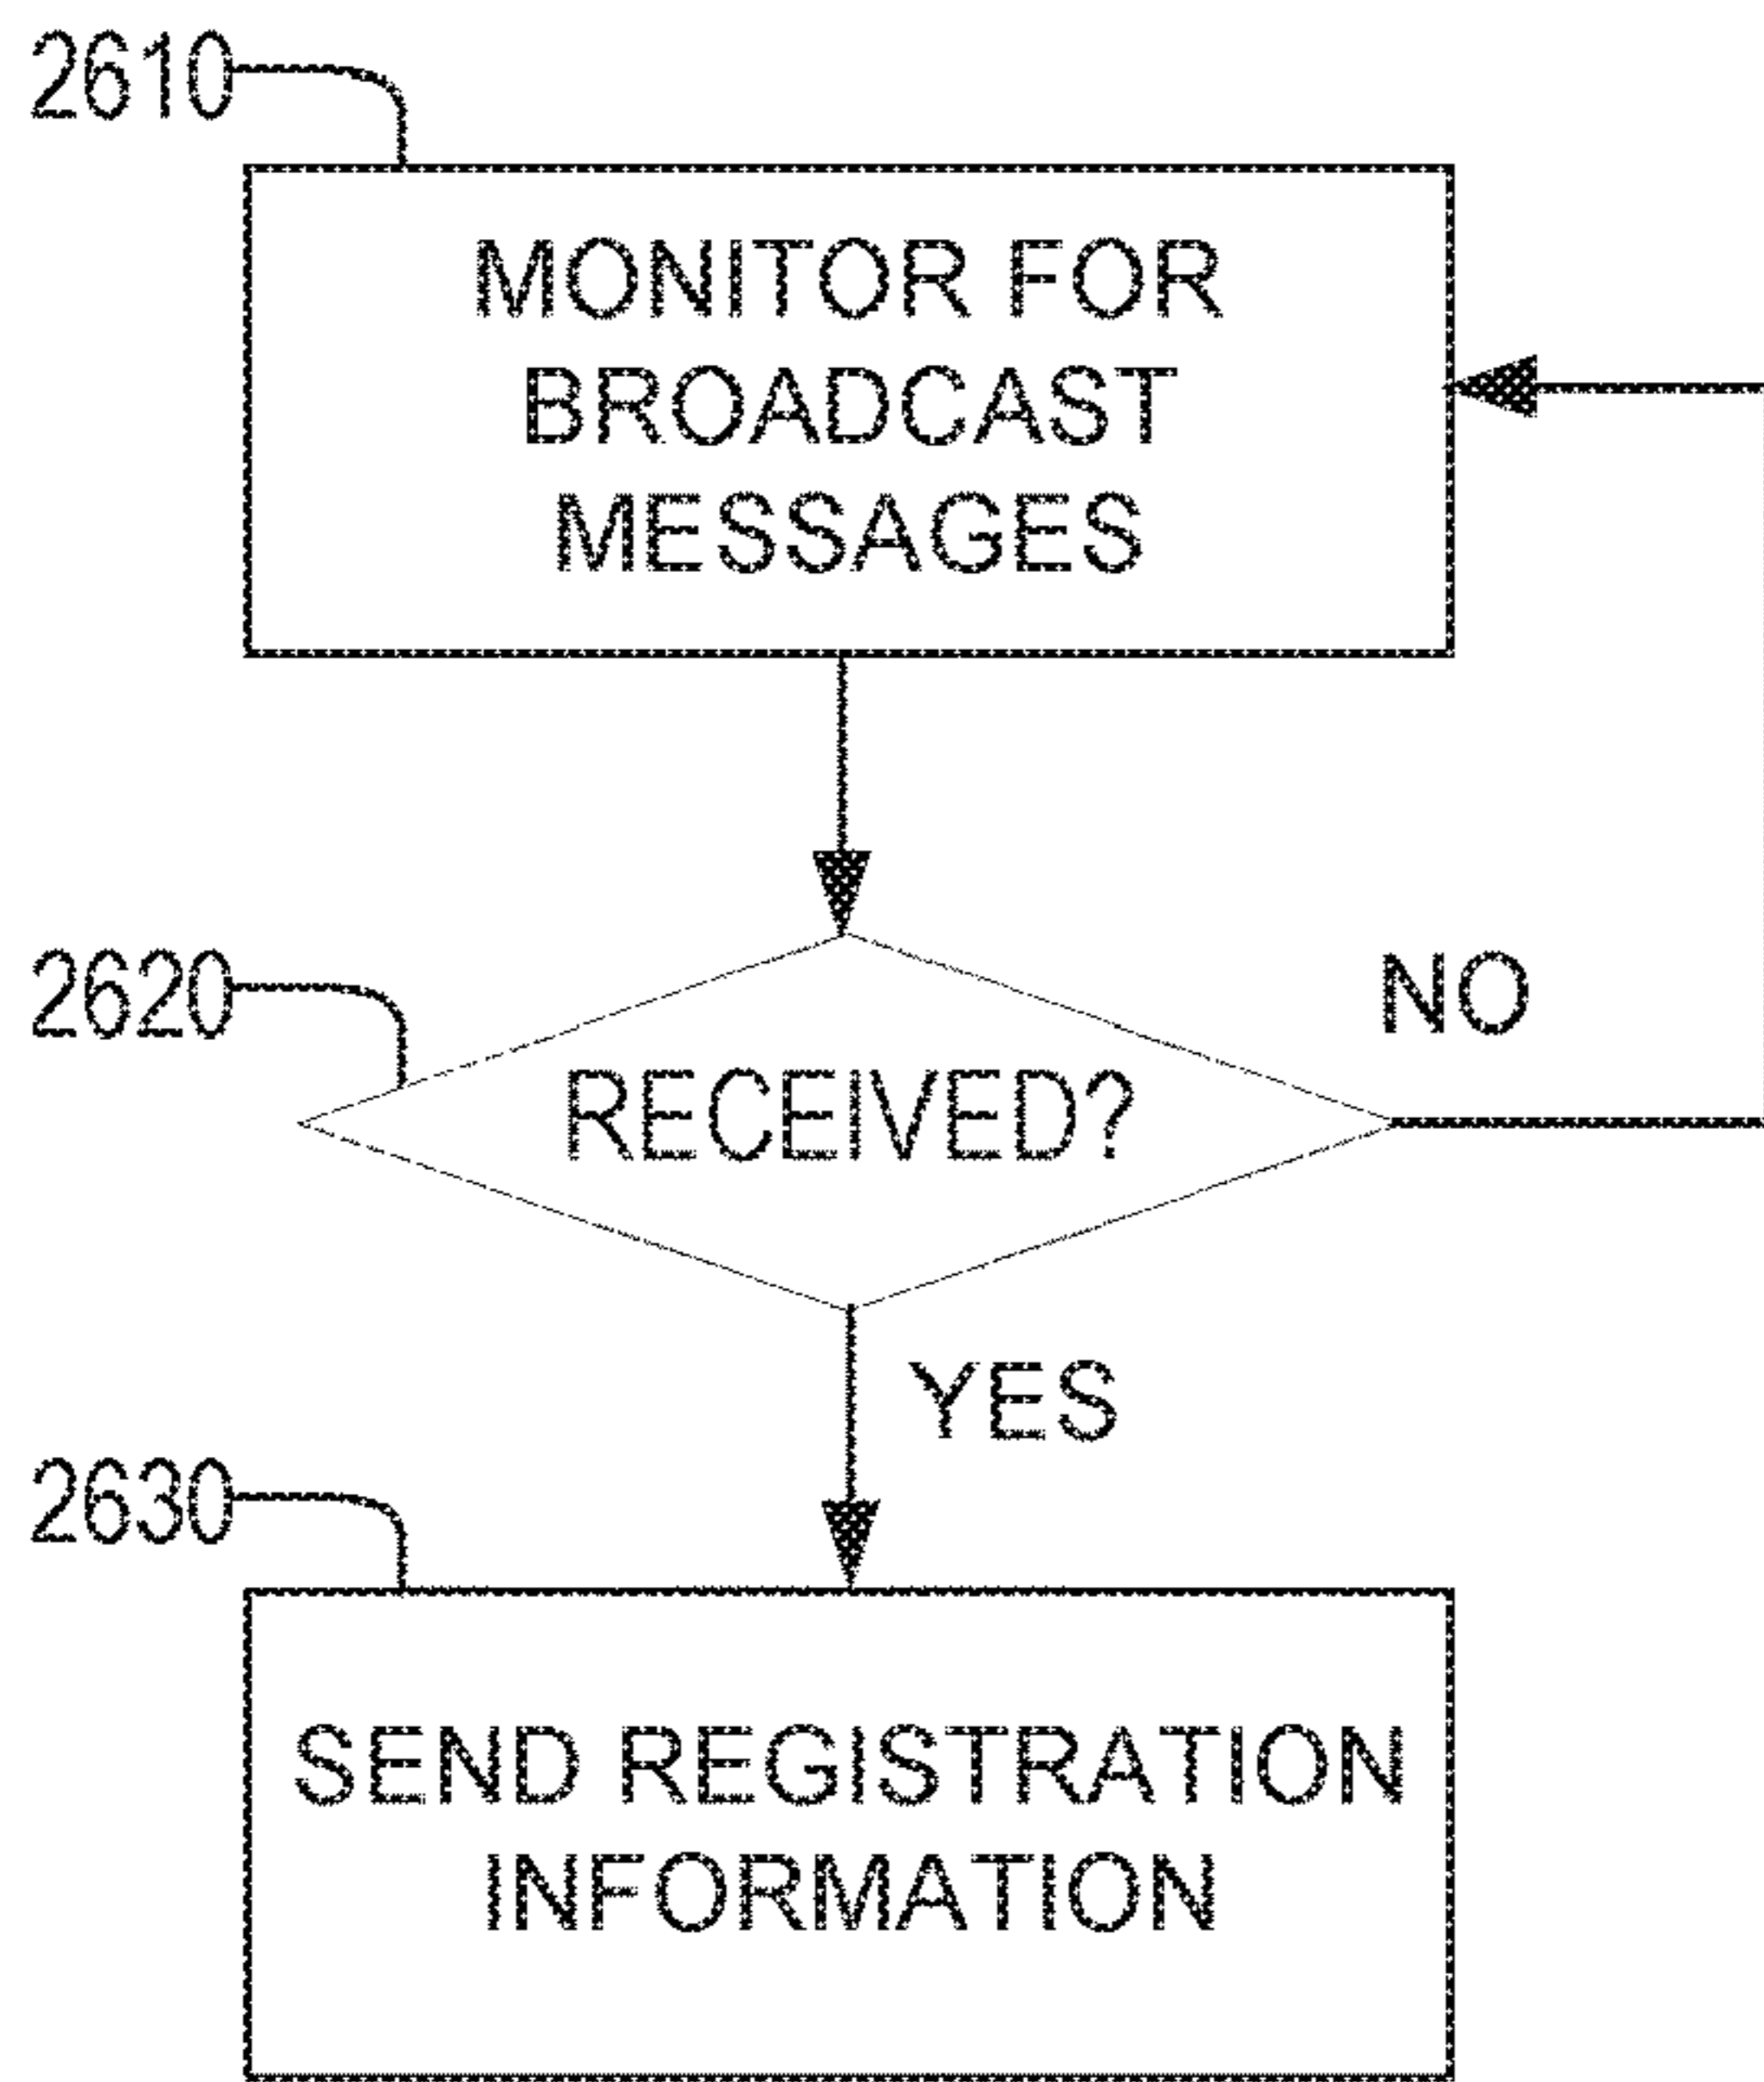 2610
MONITOR FOR
BROADCAST
MESSAGES
2620
RECEIVED?
NO
YES
2630
SEND REGISTRATION
INFORMATION